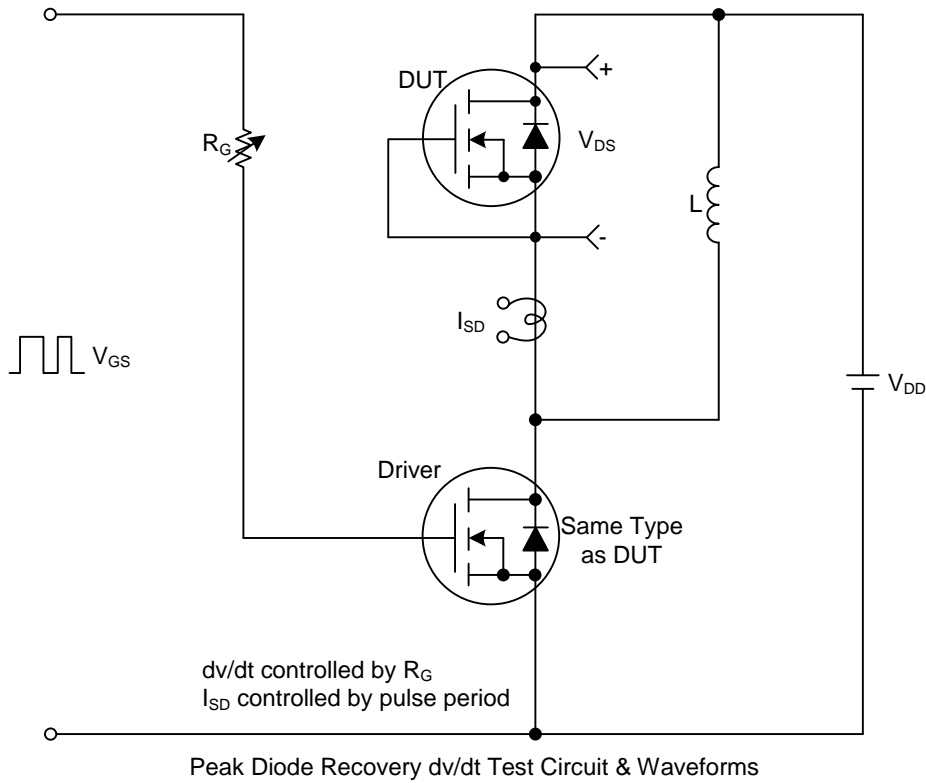 DUT
+
R_G
V_DS
L
-
I_SD
V_GS
V_DD
Driver
Same Type
as DUT
dv/dt controlled by R_G
I_SD controlled by pulse period
Peak Diode Recovery dv/dt Test Circuit & Waveforms